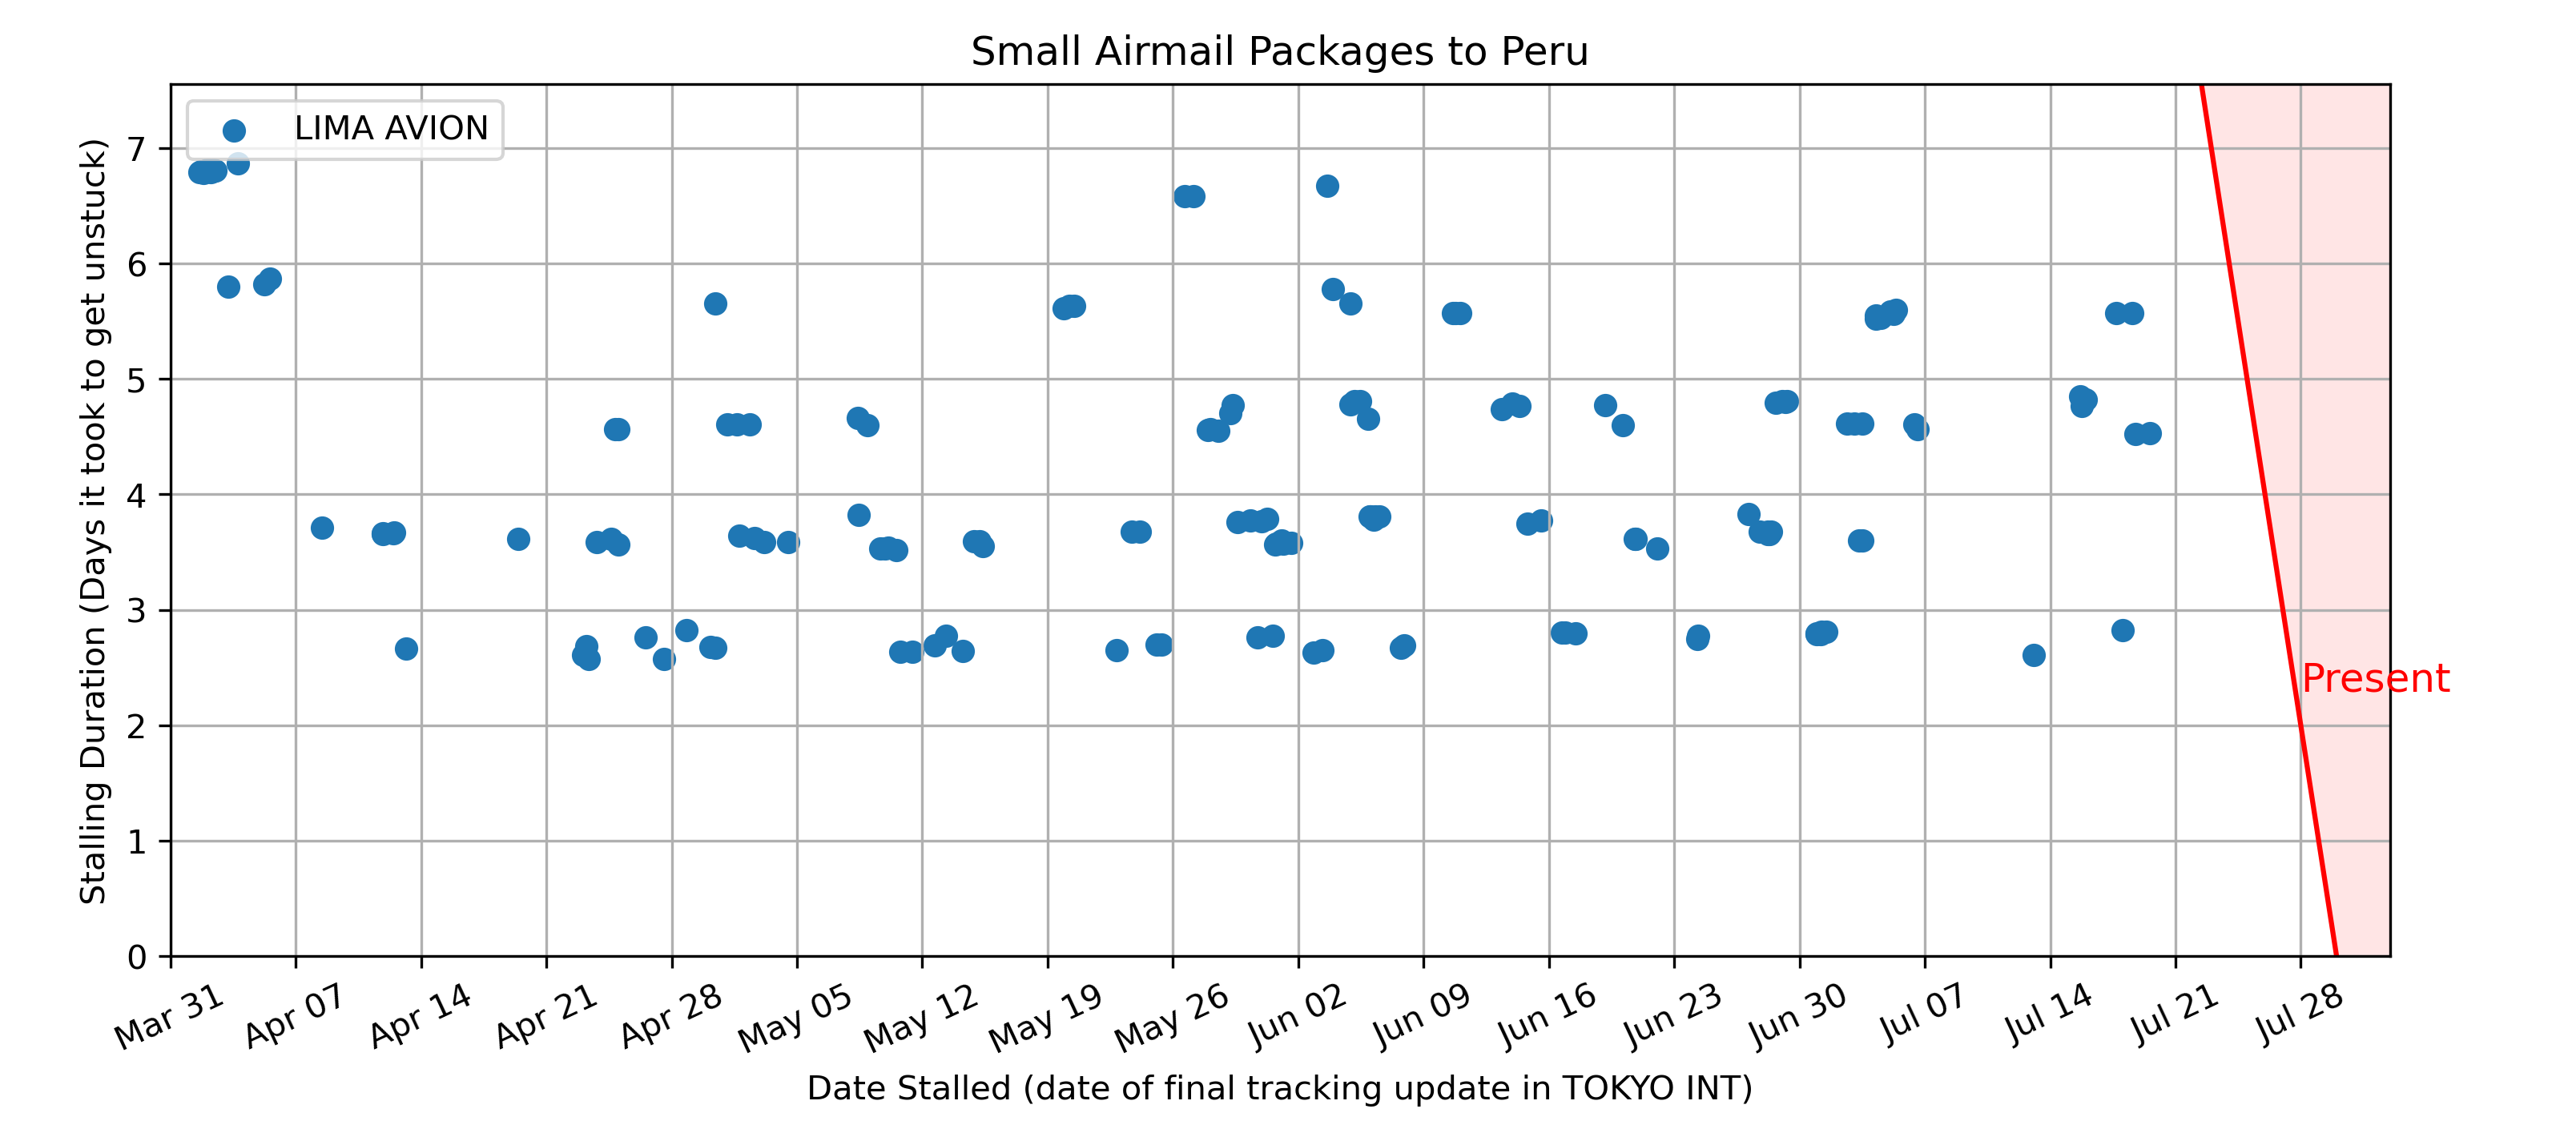 Small Airmail Packages to Peru
LIMA AVION
Stalling Duration (Days it took to get unstuck)
7
6
5
4
3
2
1
0
Present
Mar 31
Apr 07
Apr 14
Apr 21
Apr 28
May 05
May 12
May 19
May 26
Jun 02
Jun 09
Jun 16
Jun 23
Jun 30
Jul 07
Jul 14
Jul 21
Jul 28
Date Stalled (date of final tracking update in TOKYO INT)